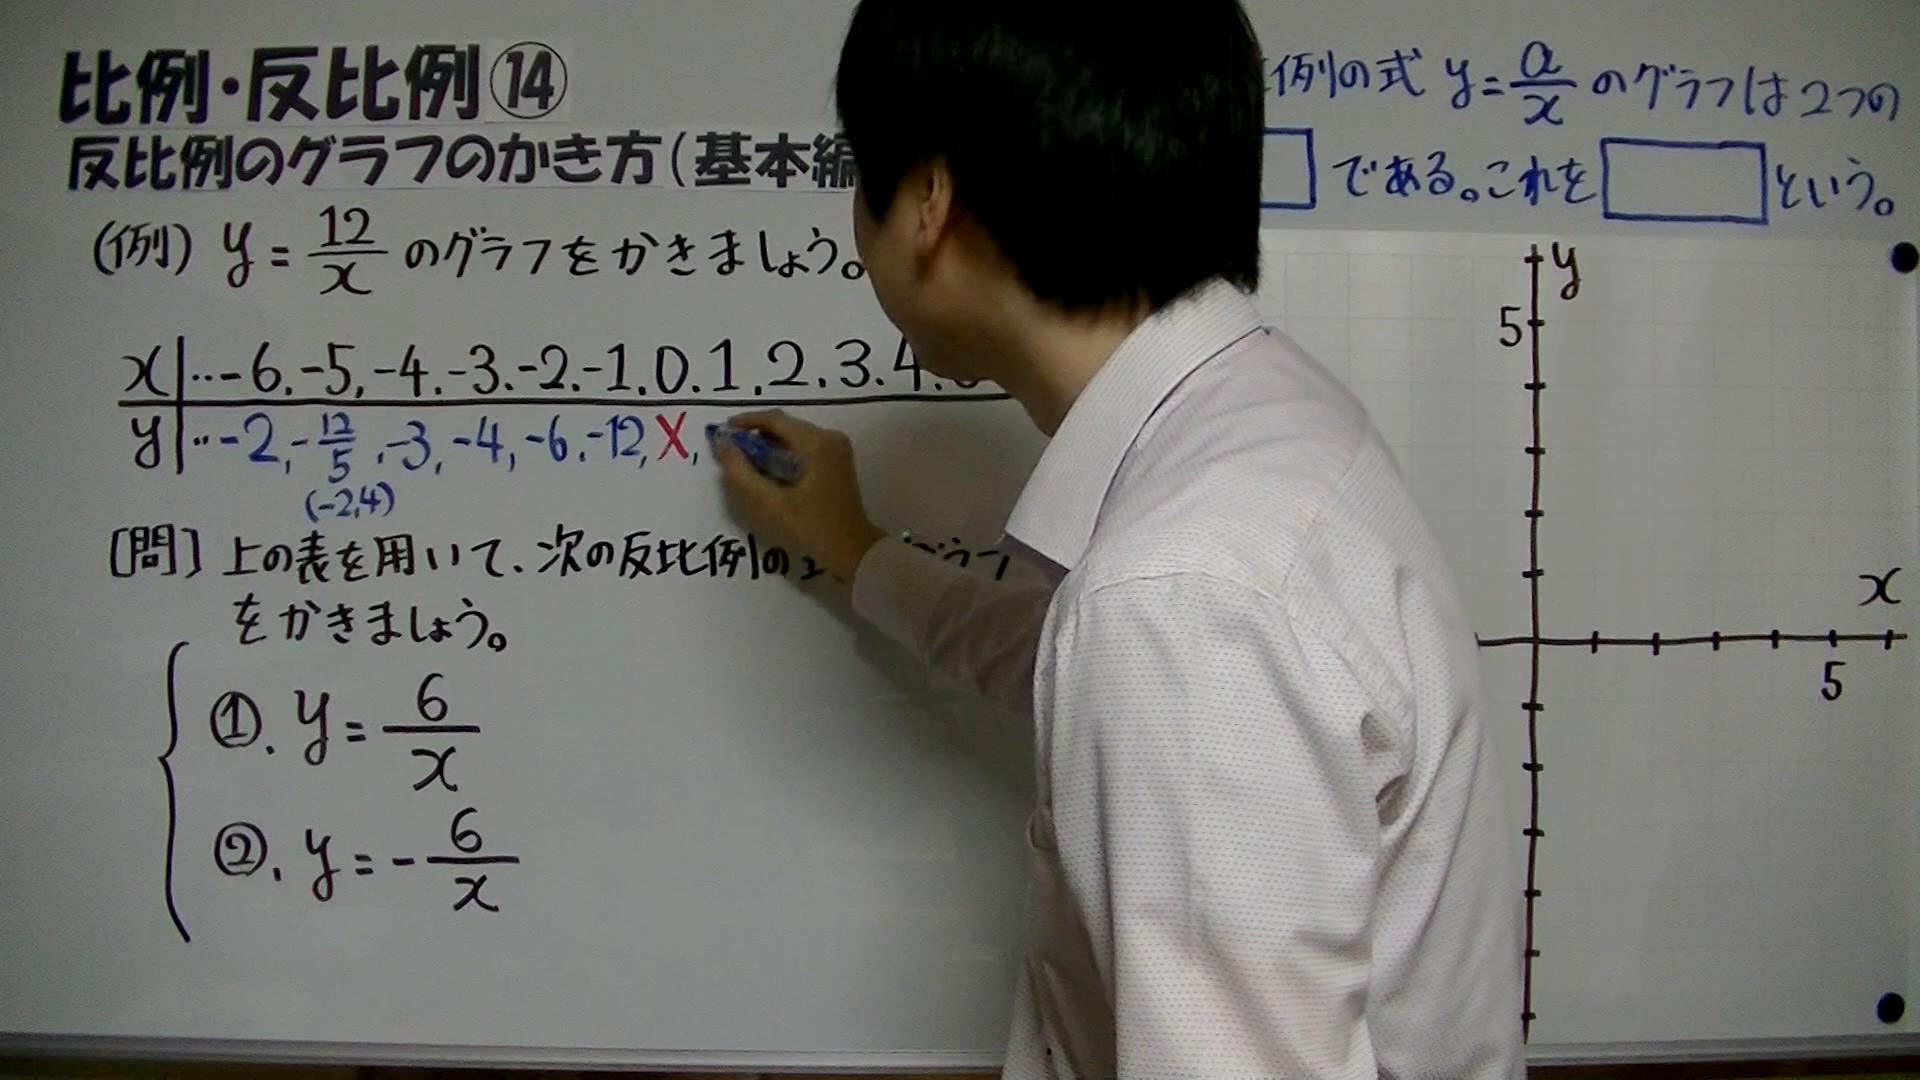 比例・反比例⑭
反比例のグラフのかき方(基本編
(例) y = 12/x のグラフをかきましょう。
x ‥-6,-5,-4,-3,-2,-1,0,1,2,3,4,
y ‥-2,-12/5,-3,-4,-6,-12,X,
(-2,4)
[問] 上の表を用いて、次の反比例の
をかきましょう。
①. y = 6/x
②. y = -6/x
例の式 y = a/x のグラフは2つの
である。これを という。
y
5
x
5